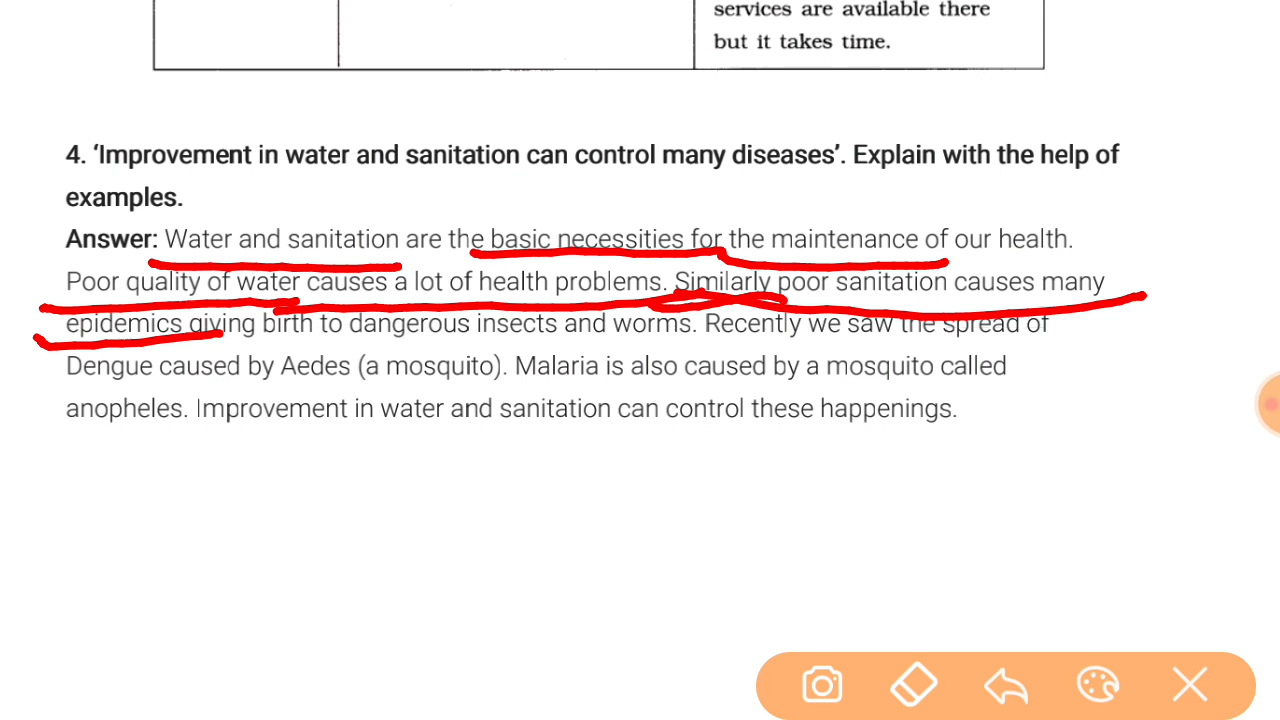 services are available there
but it takes time.
4. ‘Improvement in water and sanitation can control many diseases’. Explain with the help of
examples.
Answer: Water and sanitation are the basic necessities for the maintenance of our health.
Poor quality of water causes a lot of health problems. Similarly poor sanitation causes many
epidemics giving birth to dangerous insects and worms. Recently we saw the spread of
Dengue caused by Aedes (a mosquito). Malaria is also caused by a mosquito called
anopheles. Improvement in water and sanitation can control these happenings.